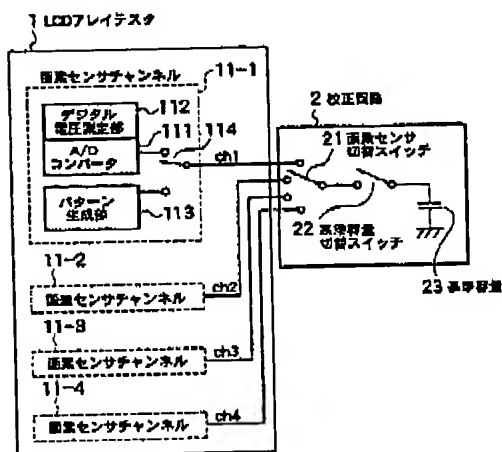 1 LCDアレイテスタ
画素センサチャンネル
11-1
デジタル
電圧測定部
112
A/D
コンバータ
111
114
パターン
生成部
113
ch1
2 校正回路
21 画素センサ
切替スイッチ
22 基準容量
切替スイッチ
23 基準容量
11-2
画素センサチャンネル
ch2
11-3
画素センサチャンネル
ch3
11-4
画素センサチャンネル
ch4